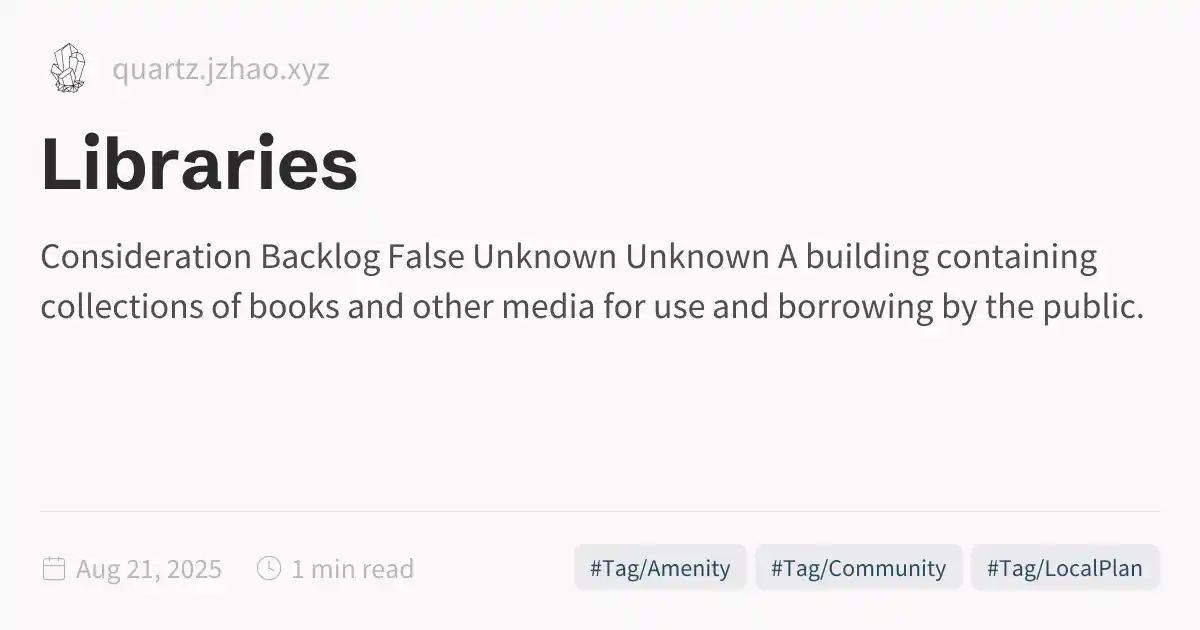 quartz.jzhao.xyz
Libraries
Consideration Backlog False Unknown Unknown A building containing
collections of books and other media for use and borrowing by the public.
Aug 21, 2025 1 min read #Tag/Amenity #Tag/Community #Tag/LocalPlan